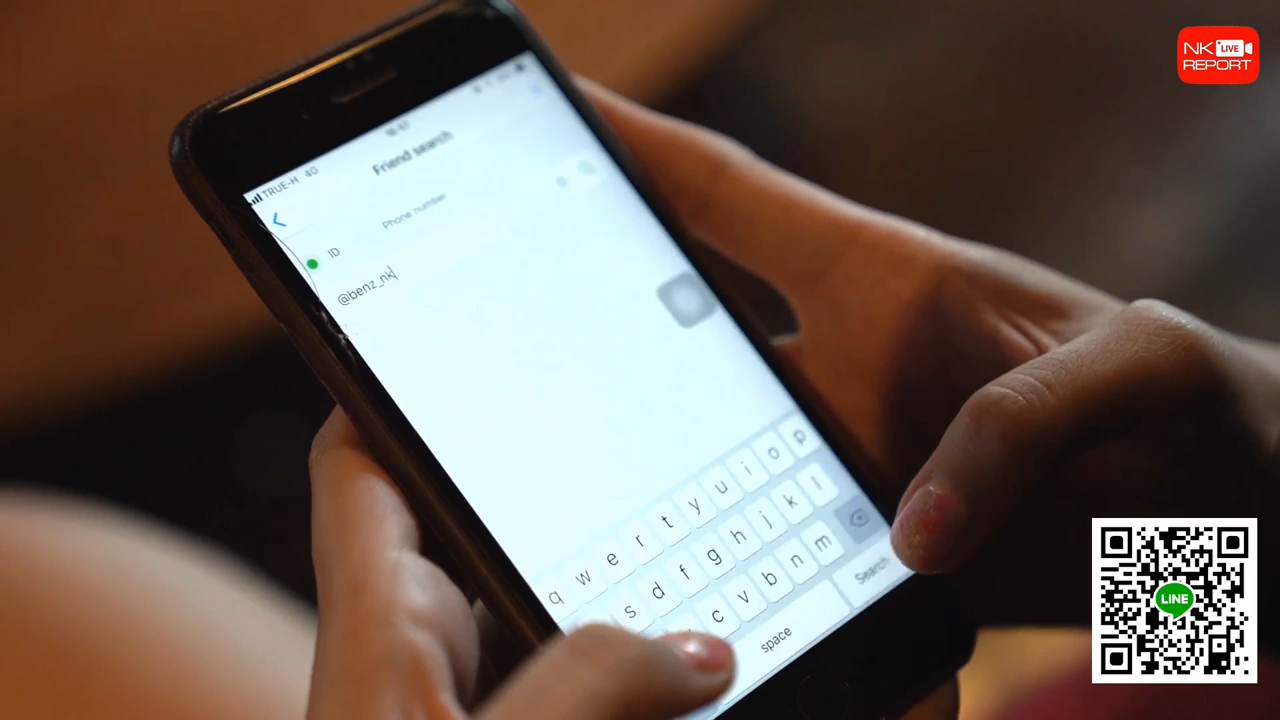 NK LIVE
REPORT
TRUE-H 4G
Friend search
ID Phone number
@benz_nk
q w e r t y u i o p
s d f g h j k l
c v b n m
space Search
LINE